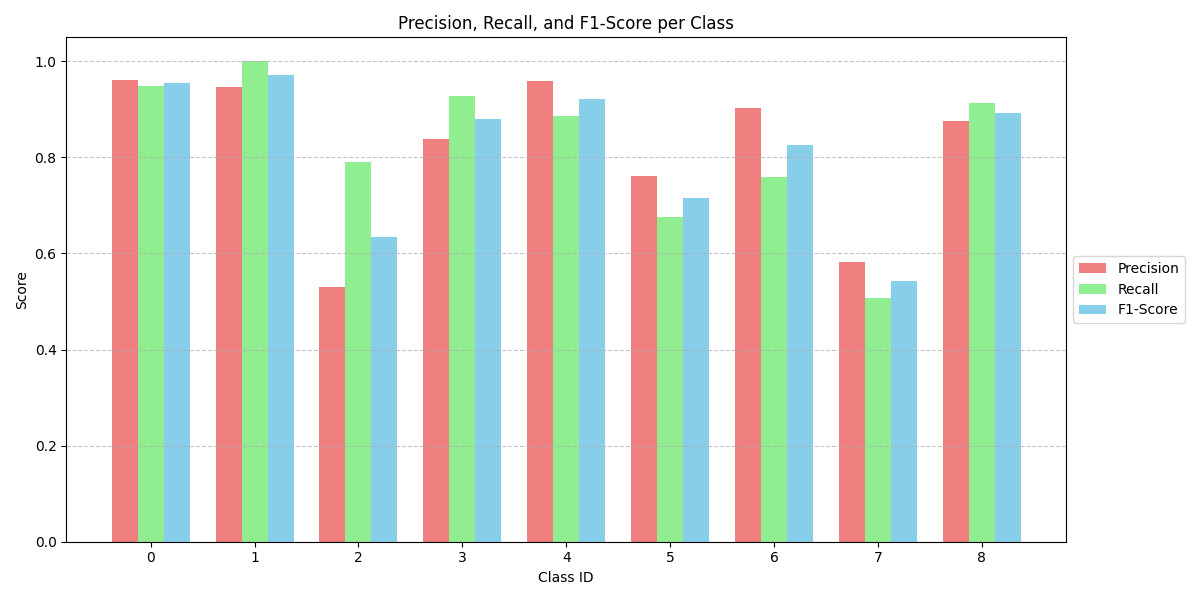 Precision, Recall, and F1-Score per Class
1.0
0.8
0.6
0.4
0.2
0.0
Score
0 1 2 3 4 5 6 7 8
Class ID
Precision
Recall
F1-Score